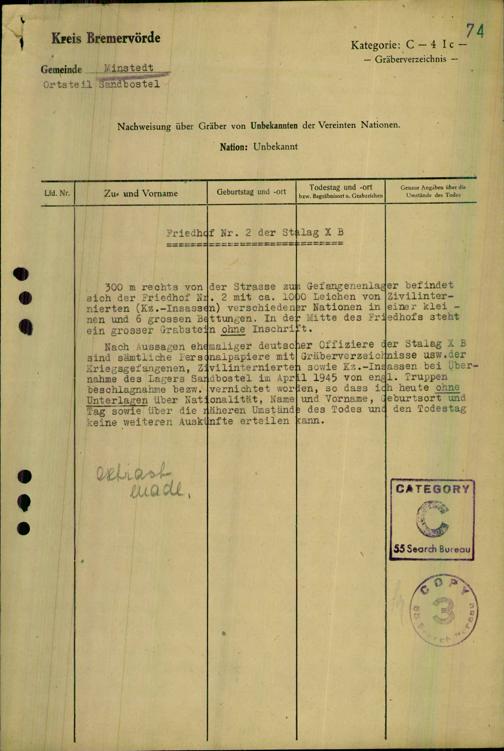 74
Kreis Bremervörde
Kategorie: C — 4 I c —
— Gräberverzeichnis —
Gemeinde Minstedt
Ortsteil Sandbostel
Nachweisung über Gräber von Unbekannten der Vereinten Nationen.
Nation: Unbekannt
Lfd. Nr.
Zu- und Vorname
Geburtstag und -ort
Todestag und -ort
bzw. Begräbnisort u. Grabzeichen
Genaue Angaben über die
Umstände des Todes
Friedhof Nr. 2 der Stalag X B
300 m rechts von der Strasse zum Gefangenenlager befindet
sich der Friedhof Nr. 2 mit ca. 1000 Leichen von Zivilinter-
nierten (Kz.-Insassen) verschiedener Nationen in einer klei -
nen und 6 grossen Bettungen. In der Mitte des Friedhofs steht
ein grosser Grabstein ohne Inschrift.
Nach Aussagen ehemaliger deutscher Offiziere der Stalag X B
sind sämtliche Personalpapiere mit Gräberverzeichnisse usw.der
Kriegsgefangenen, Zivilinternierten sowie Kz.-Insassen bei Über-
nahme des Lagers Sandbostel im April 1945 von engl. Truppen
beschlagnahme bezw. vernichtet worden, so dass ich heute ohne
Unterlagen über Nationalität, Name und Vorname, Geburtsort und
Tag sowie über die näheren Umstände des Todes und den Todestag
keine weiteren Auskünfte erteilen kann.
extrast
made.
CATEGORY
C
55 Search Bureau
COPY
3